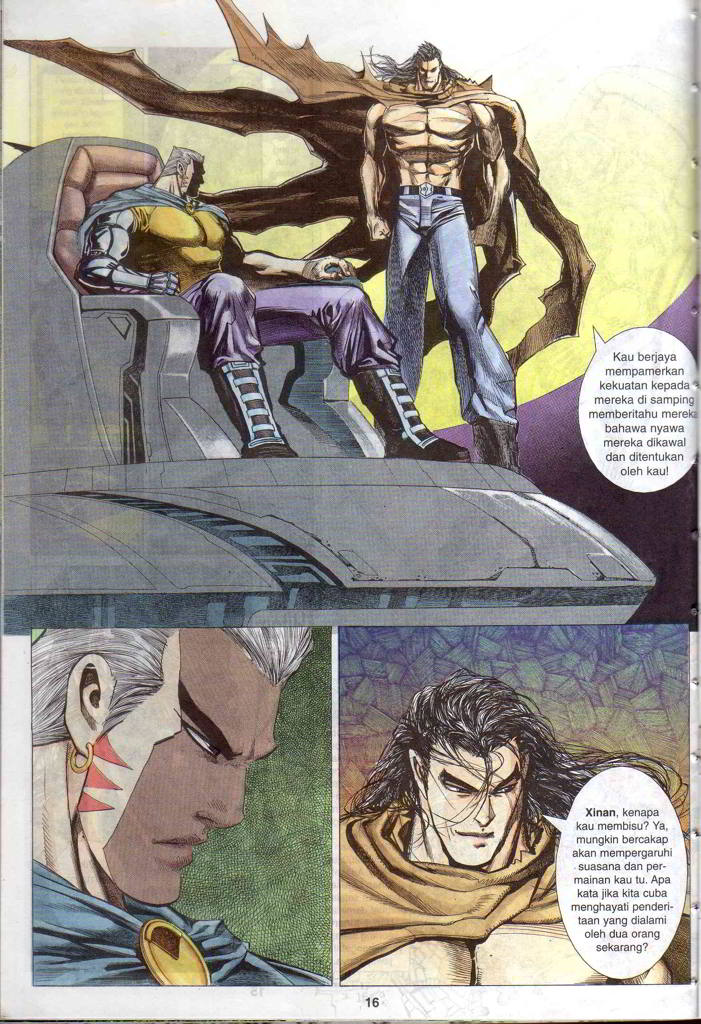 Kau berjaya
mempamerkan
kekuatan kepada
mereka di samping
memberitahu mereka
bahawa nyawa
mereka dikawal
dan ditentukan
oleh kau!
Xinan, kenapa
kau membisu? Ya,
mungkin bercakap
akan mempergaruhi
suasana dan per-
mainan kau tu. Apa
kata jika kita cuba
menghayati penderi-
taan yang dialami
oleh dua orang
sekarang?
16